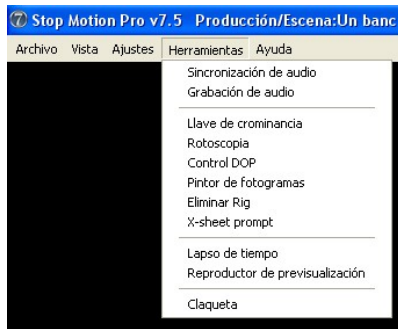 Stop Motion Pro v7.5 Producción/Escena:Un banc
Archivo Vista Ajustes Herramientas Ayuda
Sincronización de audio
Grabación de audio
Llave de crominancia
Rotoscopia
Control DOP
Pintor de fotogramas
Eliminar Rig
X-sheet prompt
Lapso de tiempo
Reproductor de previsualización
Claqueta